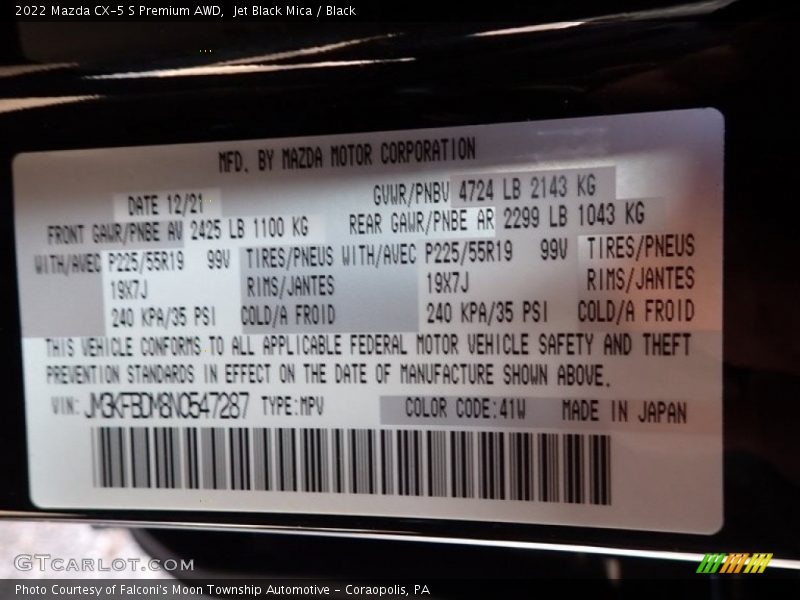 2022 Mazda CX-5 S Premium AWD,  Jet Black Mica / Black
MFD. BY MAZDA MOTOR CORPORATION
DATE 12/21 GVWR/PNBV 4724 LB 2143 KG
FRONT GAWR/PNBE AV 2425 LB 1100 KG REAR GAWR/PNBE AR 2299 LB 1043 KG
WITH/AVEC P225/55R19 99V TIRES/PNEUS WITH/AVEC P225/55R19 99V TIRES/PNEUS
19X7J RIMS/JANTES 19X7J RIMS/JANTES
240 KPA/35 PSI COLD/A FROID 240 KPA/35 PSI COLD/A FROID
THIS VEHICLE CONFORMS TO ALL APPLICABLE FEDERAL MOTOR VEHICLE SAFETY AND THEFT
PREVENTION STANDARDS IN EFFECT ON THE DATE OF MANUFACTURE SHOWN ABOVE.
VIN: JM3KFBDM8N0547287 TYPE:MPV COLOR CODE:41W MADE IN JAPAN
GTcarlot.com
Photo Courtesy of Falconi's Moon Township Automotive - Coraopolis, PA